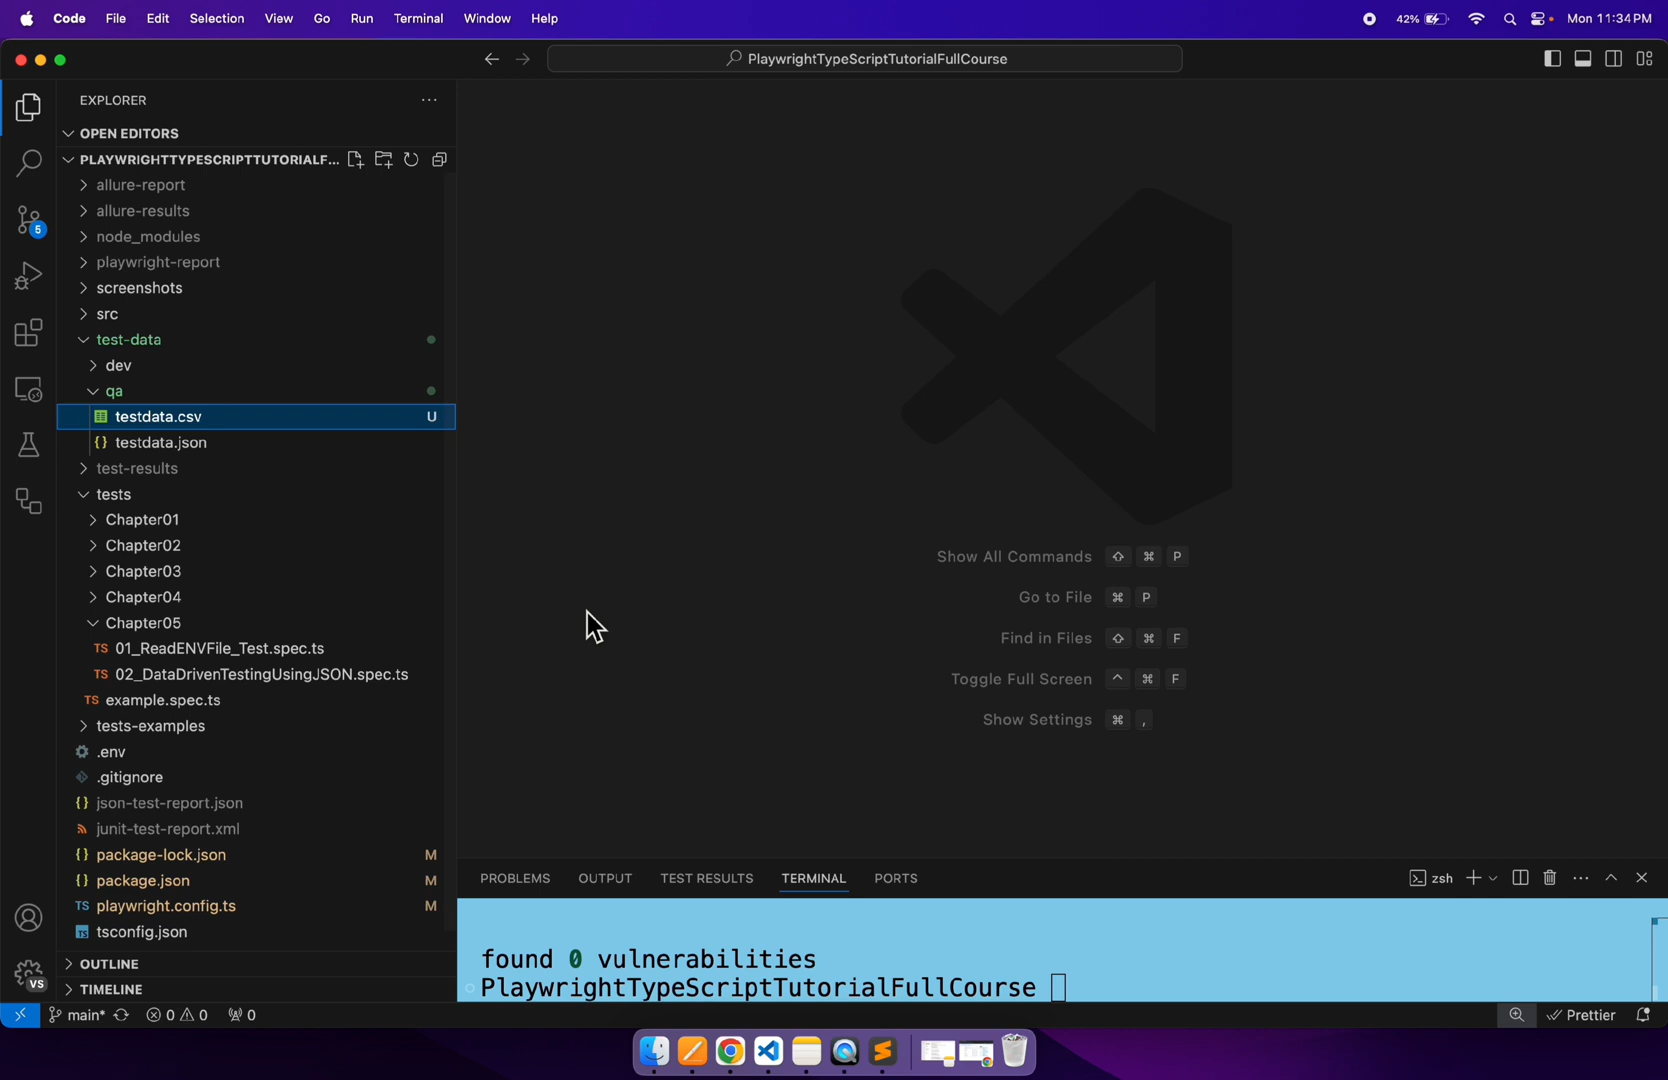 Code File Edit Selection View Go Run Terminal Window Help 42% Mon 11:34PM
PlaywrightTypeScriptTutorialFullCourse
EXPLORER
OPEN EDITORS
PLAYWRIGHTTYPESCRIPTTUTORIALF...
allure-report
allure-results
node_modules
playwright-report
screenshots
src
test-data
dev
qa
testdata.csv U
{} testdata.json
test-results
tests
Chapter01
Chapter02
Chapter03
Chapter04
Chapter05
TS 01_ReadENVFile_Test.spec.ts
TS 02_DataDrivenTestingUsingJSON.spec.ts
TS example.spec.ts
tests-examples
.env
.gitignore
{} json-test-report.json
junit-test-report.xml
{} package-lock.json M
{} package.json M
TS playwright.config.ts M
TS tsconfig.json
OUTLINE
TIMELINE
5
VS
Show All Commands ⇧ ⌘ P
Go to File ⌘ P
Find in Files ⇧ ⌘ F
Toggle Full Screen ^ ⌘ F
Show Settings ⌘ ,
PROBLEMS OUTPUT TEST RESULTS TERMINAL PORTS zsh
found 0 vulnerabilities
PlaywrightTypeScriptTutorialFullCourse
main* 0 0 0 Prettier